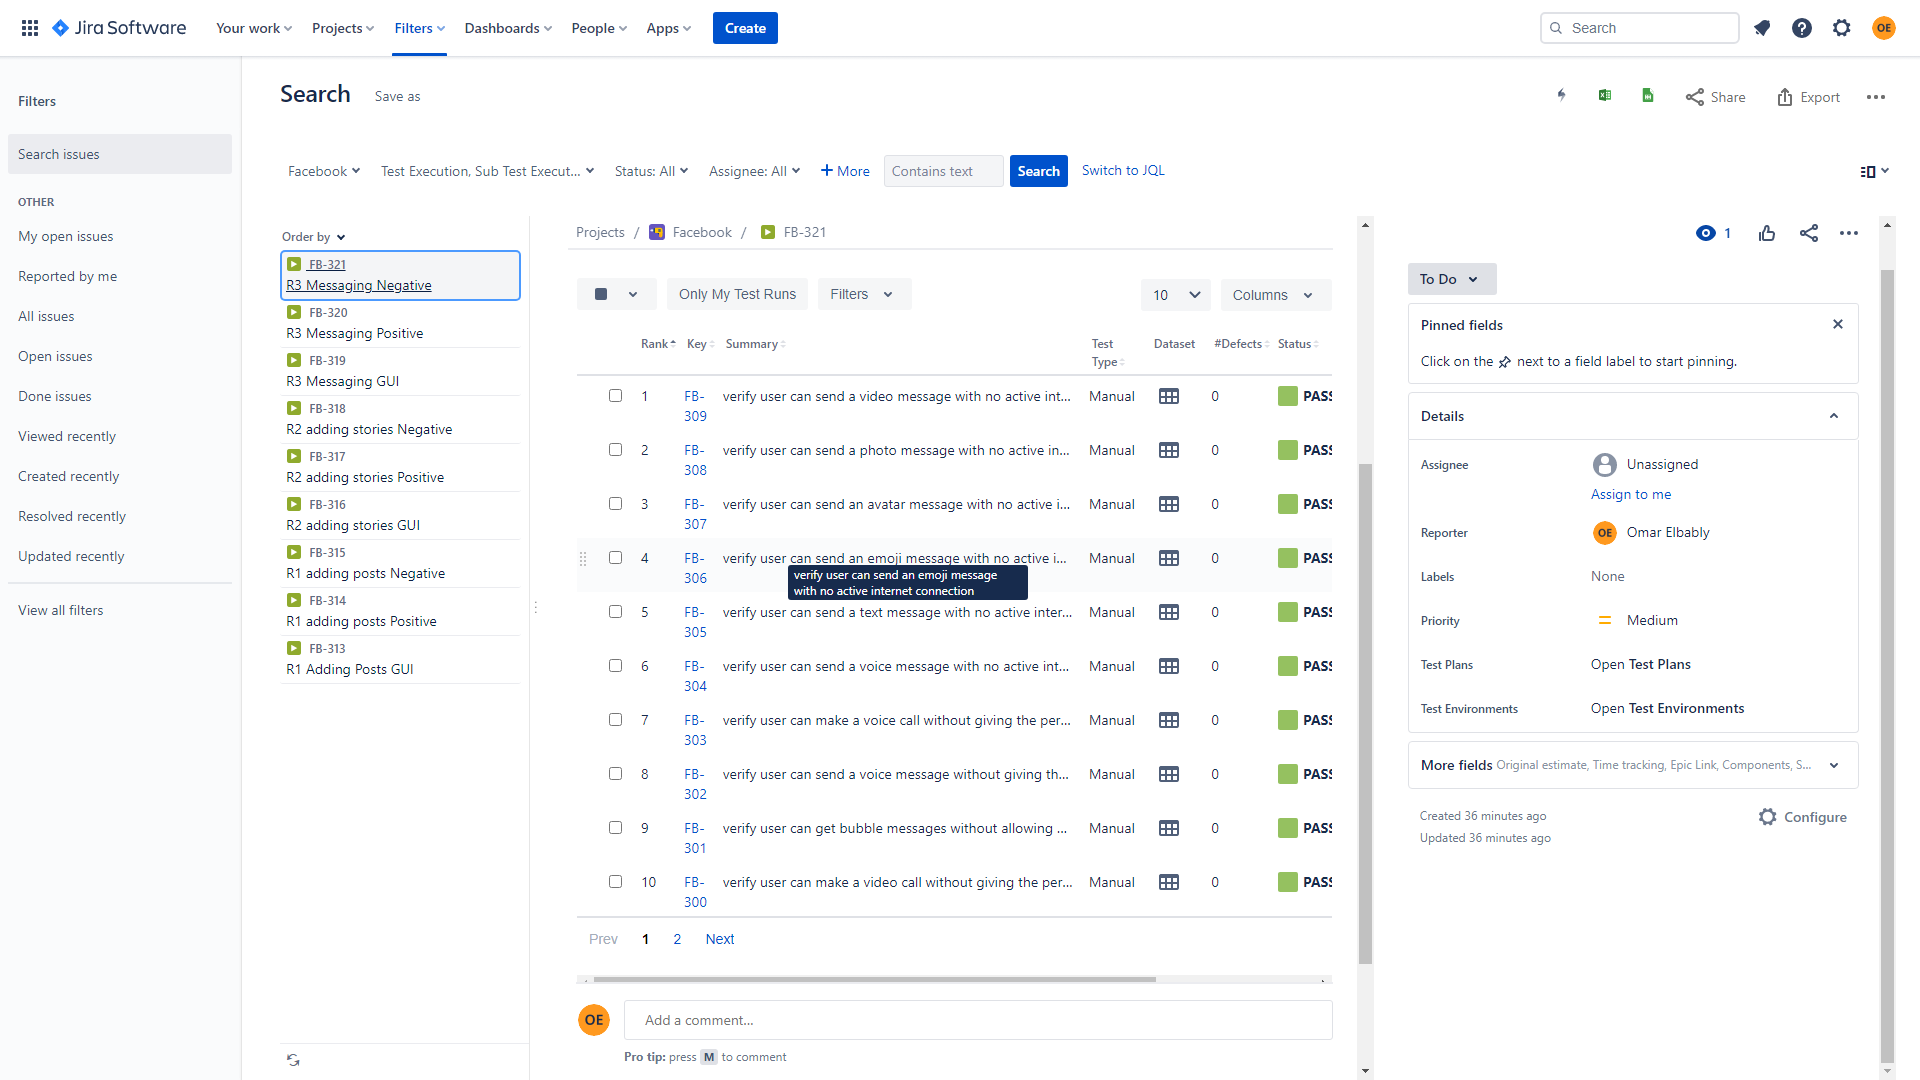 Jira Software
Your work
Projects
Filters
Dashboards
People
Apps
Create
Search
OE
Filters
Search issues
OTHER
My open issues
Reported by me
All issues
Open issues
Done issues
Viewed recently
Created recently
Resolved recently
Updated recently
View all filters
Search
Save as
Share
Export
Facebook
Test Execution, Sub Test Execut...
Status: All
Assignee: All
More
Contains text
Search
Switch to JQL
Order by
FB-321
R3 Messaging Negative
FB-320
R3 Messaging Positive
FB-319
R3 Messaging GUI
FB-318
R2 adding stories Negative
FB-317
R2 adding stories Positive
FB-316
R2 adding stories GUI
FB-315
R1 adding posts Negative
FB-314
R1 adding posts Positive
FB-313
R1 Adding Posts GUI
Projects / Facebook / FB-321
Only My Test Runs
Filters
10
Columns
Rank Key Summary Test Type Dataset #Defects Status
1 FB-309 verify user can send a video message with no active int... Manual 0 PASS
2 FB-308 verify user can send a photo message with no active in... Manual 0 PASS
3 FB-307 verify user can send an avatar message with no active i... Manual 0 PASS
4 FB-306 verify user can send an emoji message with no active i... Manual 0 PASS
verify user can send an emoji message
with no active internet connection
5 FB-305 verify user can send a text message with no active inter... Manual 0 PASS
6 FB-304 verify user can send a voice message with no active int... Manual 0 PASS
7 FB-303 verify user can make a voice call without giving the per... Manual 0 PASS
8 FB-302 verify user can send a voice message without giving th... Manual 0 PASS
9 FB-301 verify user can get bubble messages without allowing ... Manual 0 PASS
10 FB-300 verify user can make a video call without giving the per... Manual 0 PASS
Prev 1 2 Next
OE
Add a comment...
Pro tip: press M to comment
1
To Do
Pinned fields
Click on the next to a field label to start pinning.
Details
Assignee
Unassigned
Assign to me
Reporter
OE
Omar Elbably
Labels
None
Priority
Medium
Test Plans
Open Test Plans
Test Environments
Open Test Environments
More fields Original estimate, Time tracking, Epic Link, Components, S...
Created 36 minutes ago
Updated 36 minutes ago
Configure